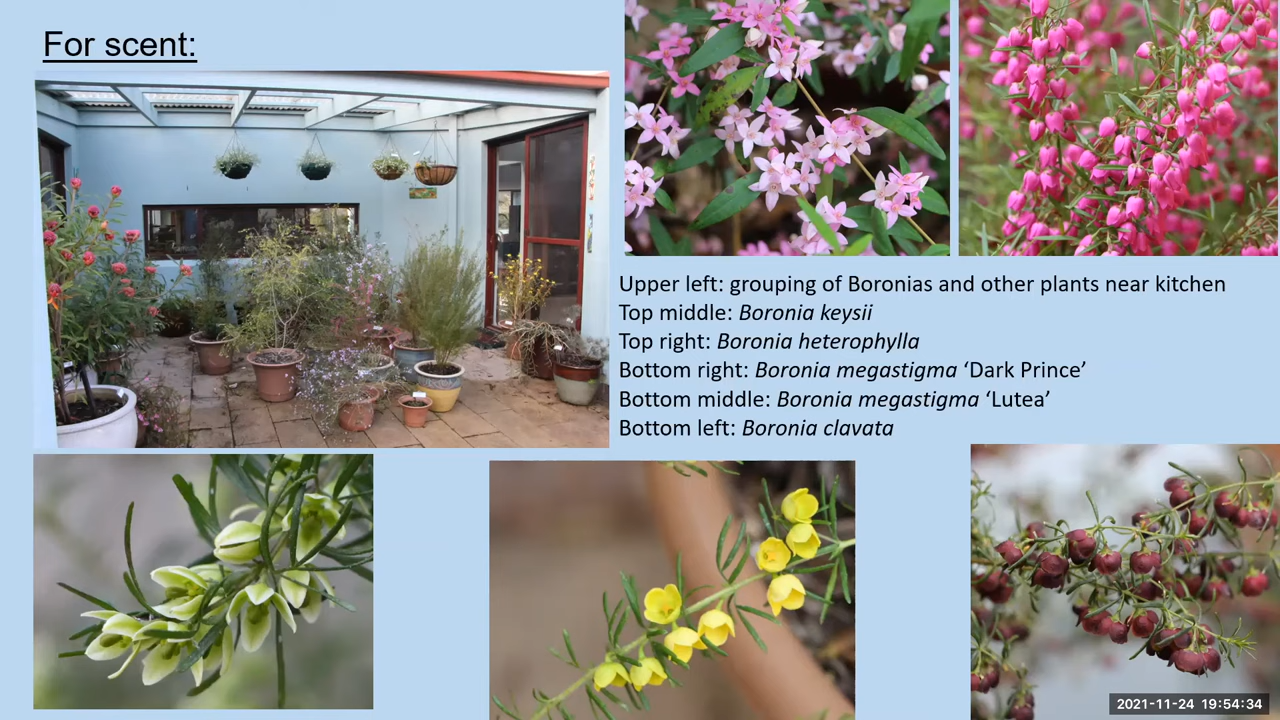 For scent:
Upper left: grouping of Boronias and other plants near kitchen
Top middle: Boronia keysii
Top right: Boronia heterophylla
Bottom right: Boronia megastigma ‘Dark Prince’
Bottom middle: Boronia megastigma ‘Lutea’
Bottom left: Boronia clavata
2021-11-24 19:54:34